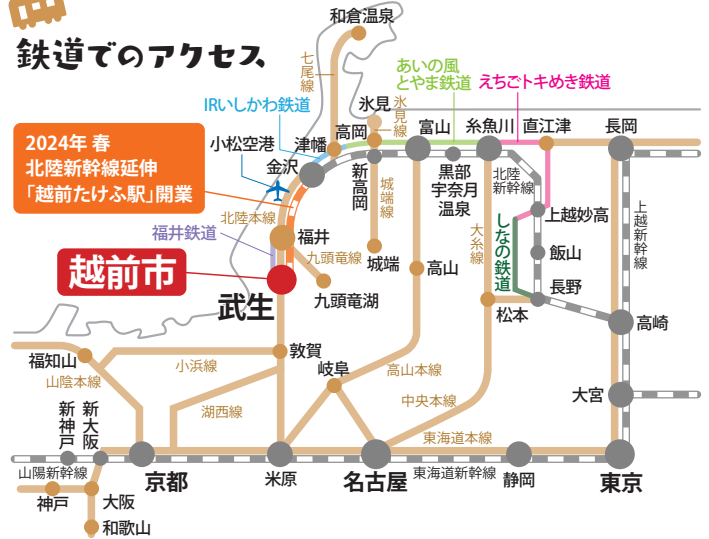 鉄道でのアクセス
和倉温泉
七尾線
あいの風
とやま鉄道
えちごトキめき鉄道
IRいしかわ鉄道
氷見
氷見線
2024年 春
北陸新幹線延伸
「越前たけふ駅」開業
小松空港
津幡
高岡
富山
糸魚川
直江津
長岡
金沢
新高岡
城端線
黒部
宇奈月
温泉
北陸
新幹線
北陸本線
福井鉄道
福井
九頭竜線
城端
高山
大糸線
しなの鉄道
上越妙高
飯山
上越新幹線
越前市
武生
九頭竜湖
松本
長野
高崎
敦賀
福知山
小浜線
山陰本線
岐阜
高山本線
大宮
新神戸
新大阪
湖西線
中央本線
東海道本線
山陽新幹線
京都
米原
名古屋
東海道新幹線
静岡
東京
神戸
大阪
和歌山